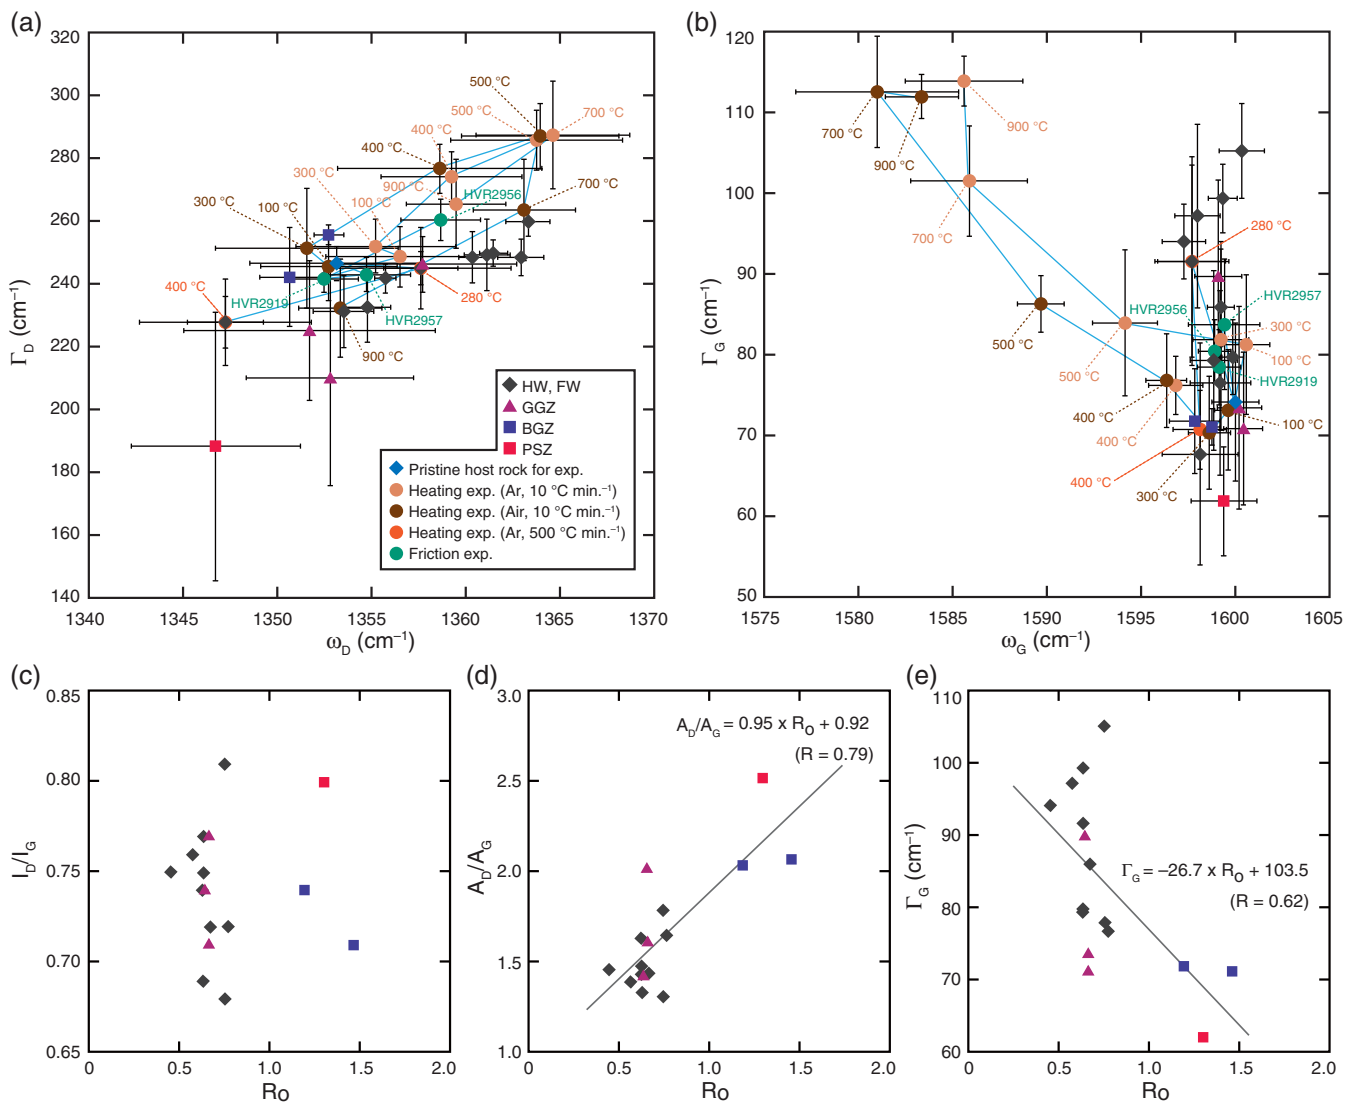 (a)
320
300
280
260
240
220
200
180
160
140
Γ_D (cm⁻¹)
1340
1345
1350
1355
1360
1365
1370
ω_D (cm⁻¹)
500 °C
500 °C
700 °C
400 °C
400 °C
300 °C
900 °C
HVR2956
700 °C
300 °C
100 °C
100 °C
400 °C
HVR2919
HVR2957
280 °C
900 °C
HW, FW
GGZ
BGZ
PSZ
Pristine host rock for exp.
Heating exp. (Ar, 10 °C min.⁻¹)
Heating exp. (Air, 10 °C min.⁻¹)
Heating exp. (Ar, 500 °C min.⁻¹)
Friction exp.
(b)
120
110
100
90
80
70
60
50
Γ_G (cm⁻¹)
1575
1580
1585
1590
1595
1600
1605
ω_G (cm⁻¹)
700 °C
900 °C
900 °C
700 °C
280 °C
HVR2956
HVR2957
300 °C
100 °C
HVR2919
500 °C
500 °C
400 °C
400 °C
100 °C
400 °C
300 °C
(c)
0.85
0.80
0.75
0.70
0.65
I_D/I_G
0
0.5
1.0
1.5
2.0
Ro
(d)
3.0
2.5
2.0
1.5
1.0
A_D/A_G
A_D/A_G = 0.95 x Ro + 0.92
(R = 0.79)
0
0.5
1.0
1.5
2.0
Ro
(e)
110
100
90
80
70
60
Γ_G (cm⁻¹)
Γ_G = −26.7 x Ro + 103.5
(R = 0.62)
0
0.5
1.0
1.5
2.0
Ro